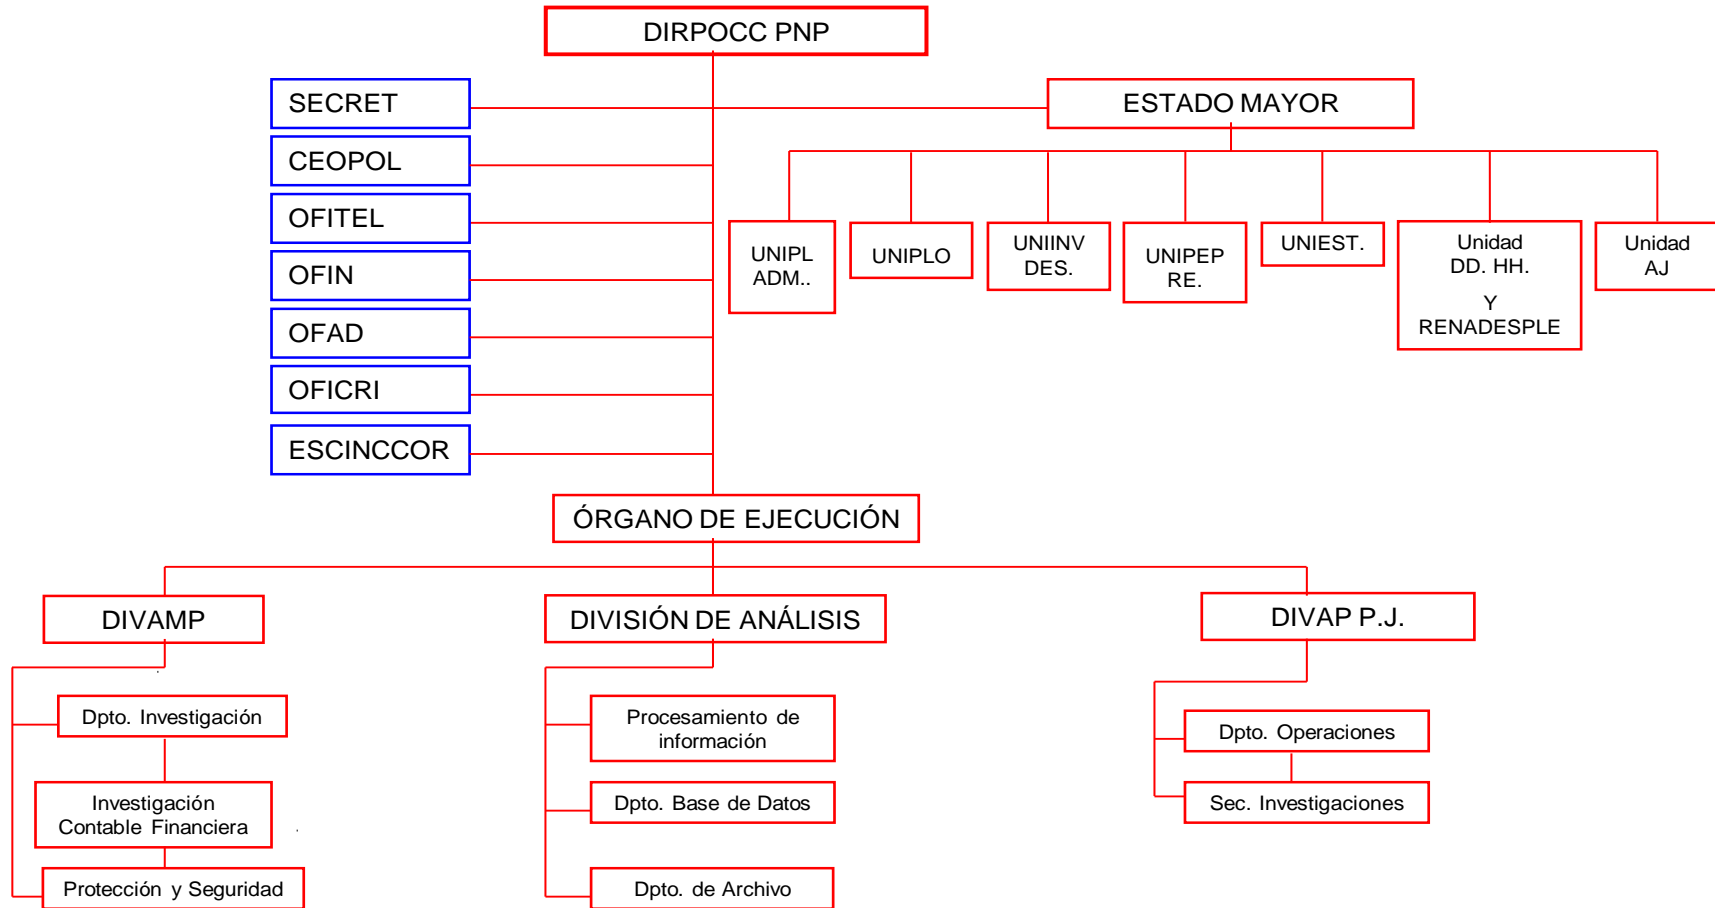 DIRPOCC PNP
SECRET
ESTADO MAYOR
CEOPOL
OFITEL
OFIN
OFAD
OFICRI
ESCINCCOR
UNIPL
ADM..
UNIPLO
UNIINV
DES.
UNIPEP
RE.
UNIEST.
Unidad
DD. HH.
Y
RENADESPLE
Unidad
AJ
ÓRGANO DE EJECUCIÓN
DIVAMP
DIVISIÓN DE ANÁLISIS
DIVAP P.J.
Dpto. Investigación
Investigación
Contable Financiera
Protección y Seguridad
Procesamiento de
información
Dpto. Base de Datos
Dpto. de Archivo
Dpto. Operaciones
Sec. Investigaciones